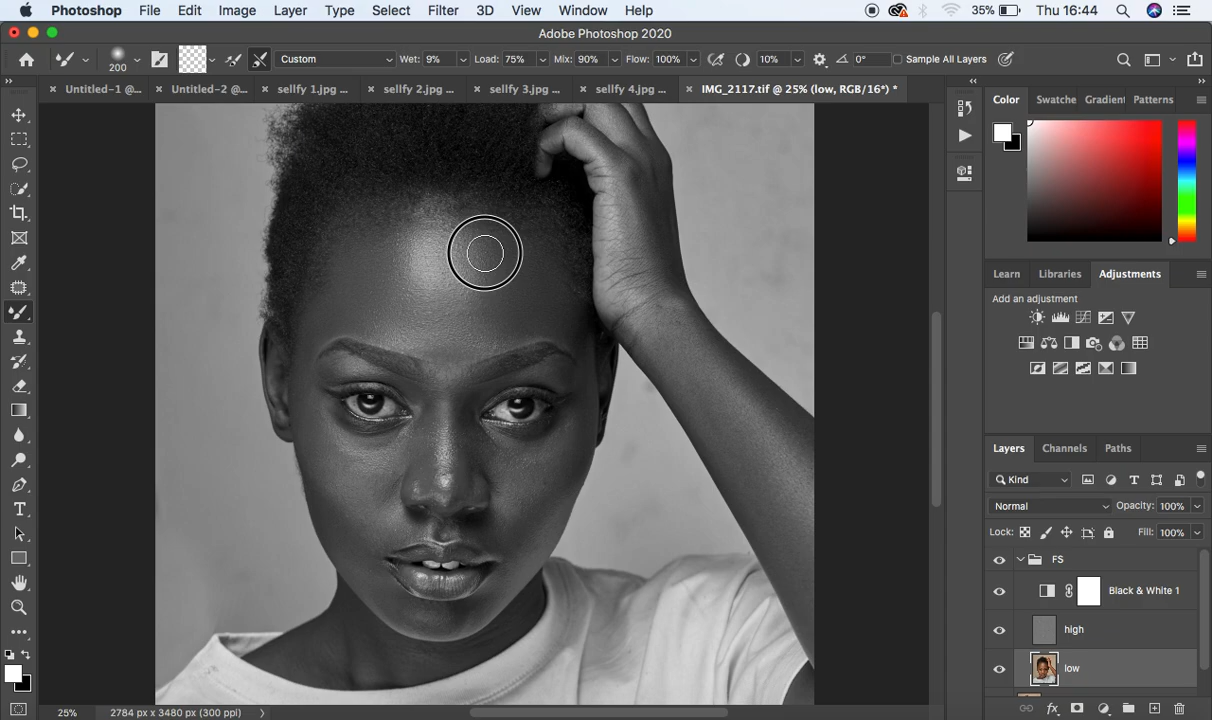 Photoshop File Edit Image Layer Type Select Filter 3D View Window Help 35% Thu 16:44
Adobe Photoshop 2020
200 Custom Wet: 9% Load: 75% Mix: 90% Flow: 100% 10% 0° Sample All Layers
Untitled-1 @... Untitled-2 @... sellfy 1.jpg ... sellfy 2.jpg ... sellfy 3.jpg ... sellfy 4.jpg ... IMG_2117.tif @ 25% (low, RGB/16*) *
Color Swatche Gradient Patterns
Learn Libraries Adjustments
Add an adjustment
Layers Channels Paths
Kind
Normal Opacity: 100%
Lock: Fill: 100%
FS
Black & White 1
high
low
25% 2784 px x 3480 px (300 ppi)